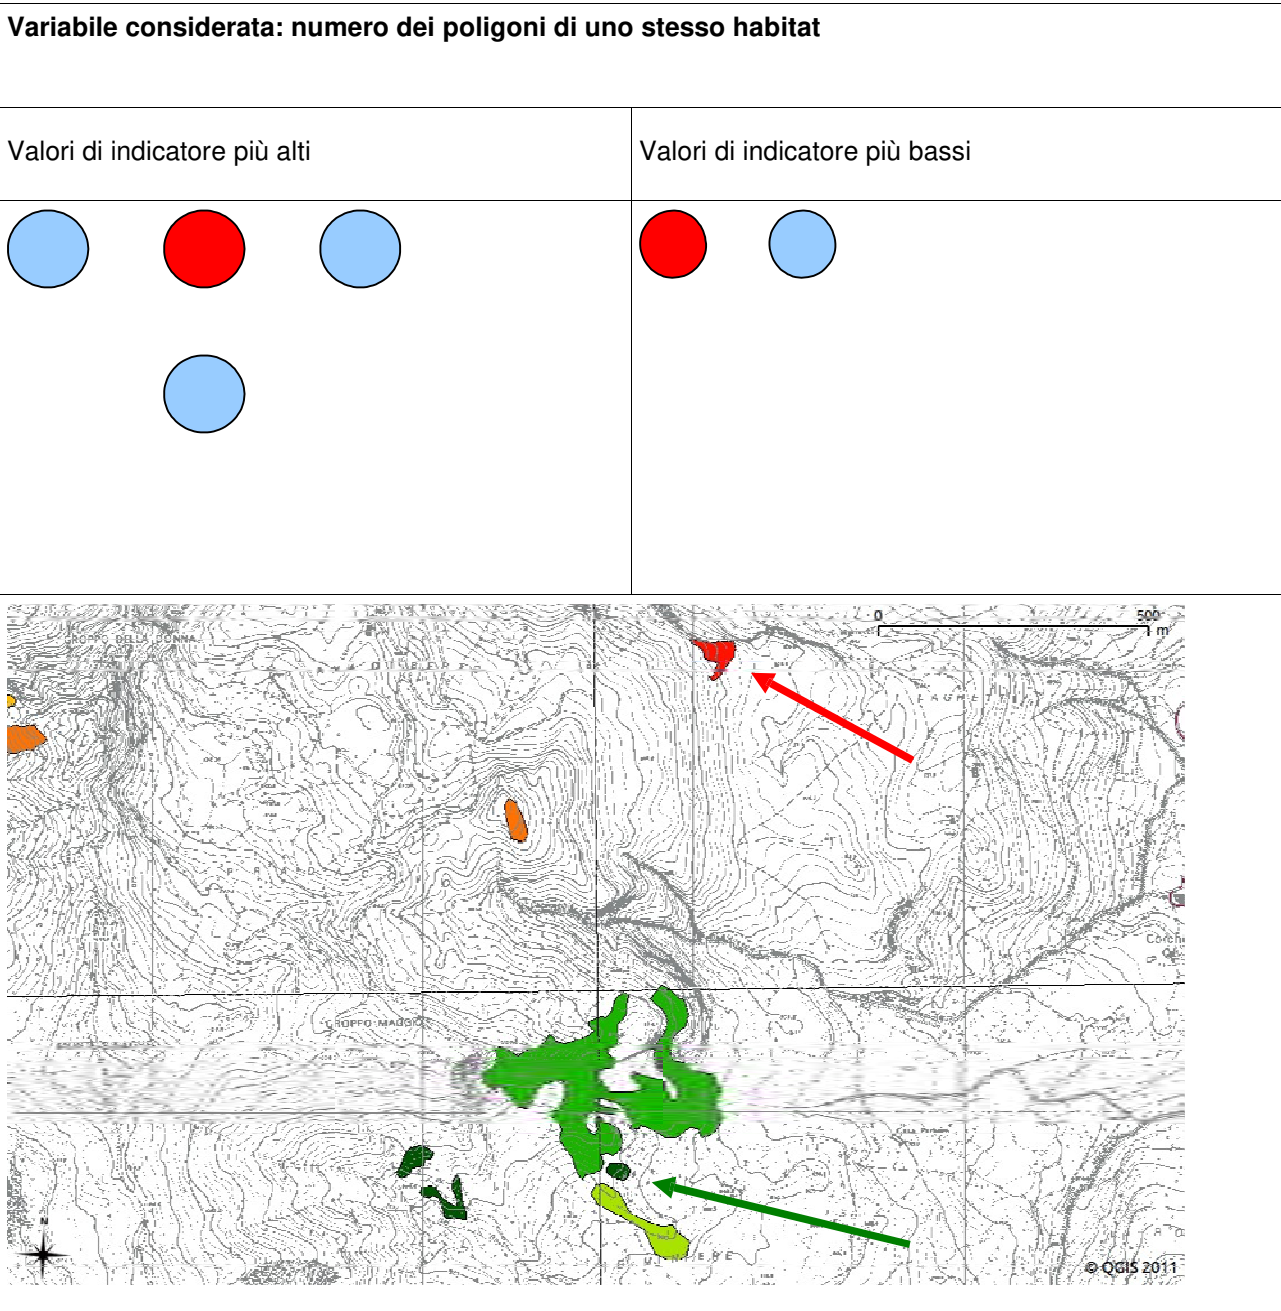 Variabile considerata: numero dei poligoni di uno stesso habitat
Valori di indicatore più alti
Valori di indicatore più bassi
0
500
m
GROPPO DELLA DONNA
GROPPO MAGGIO
N
© QGIS 2011